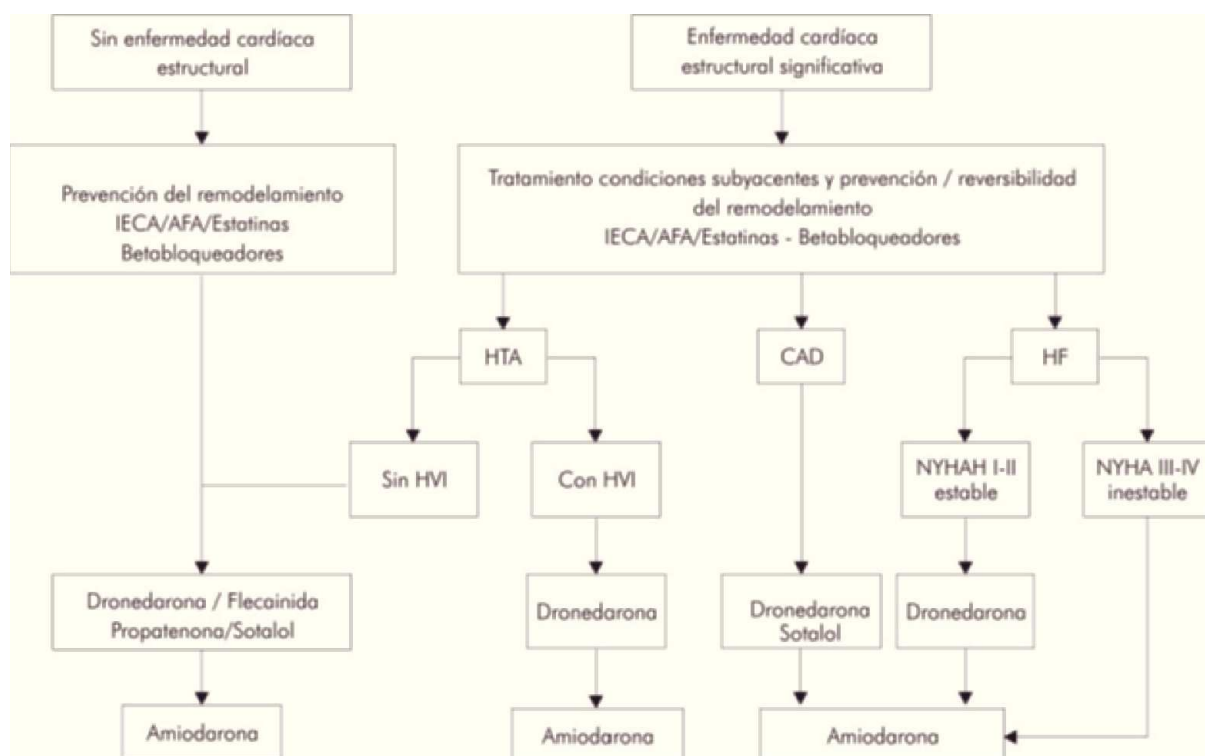 Sin enfermedad cardíaca
estructural
Enfermedad cardíaca
estructural significativa
Prevención del remodelamiento
IECA/AFA/Estatinas
Betabloqueadores
Tratamiento condiciones subyacentes y prevención / reversibilidad
del remodelamiento
IECA/AFA/Estatinas - Betabloqueadores
HTA
CAD
HF
Sin HVI
Con HVI
NYHAH I-II
estable
NYHA III-IV
inestable
Dronedarona / Flecainida
Propatenona/Sotalol
Dronedarona
Dronedarona
Sotalol
Dronedarona
Amiodarona
Amiodarona
Amiodarona